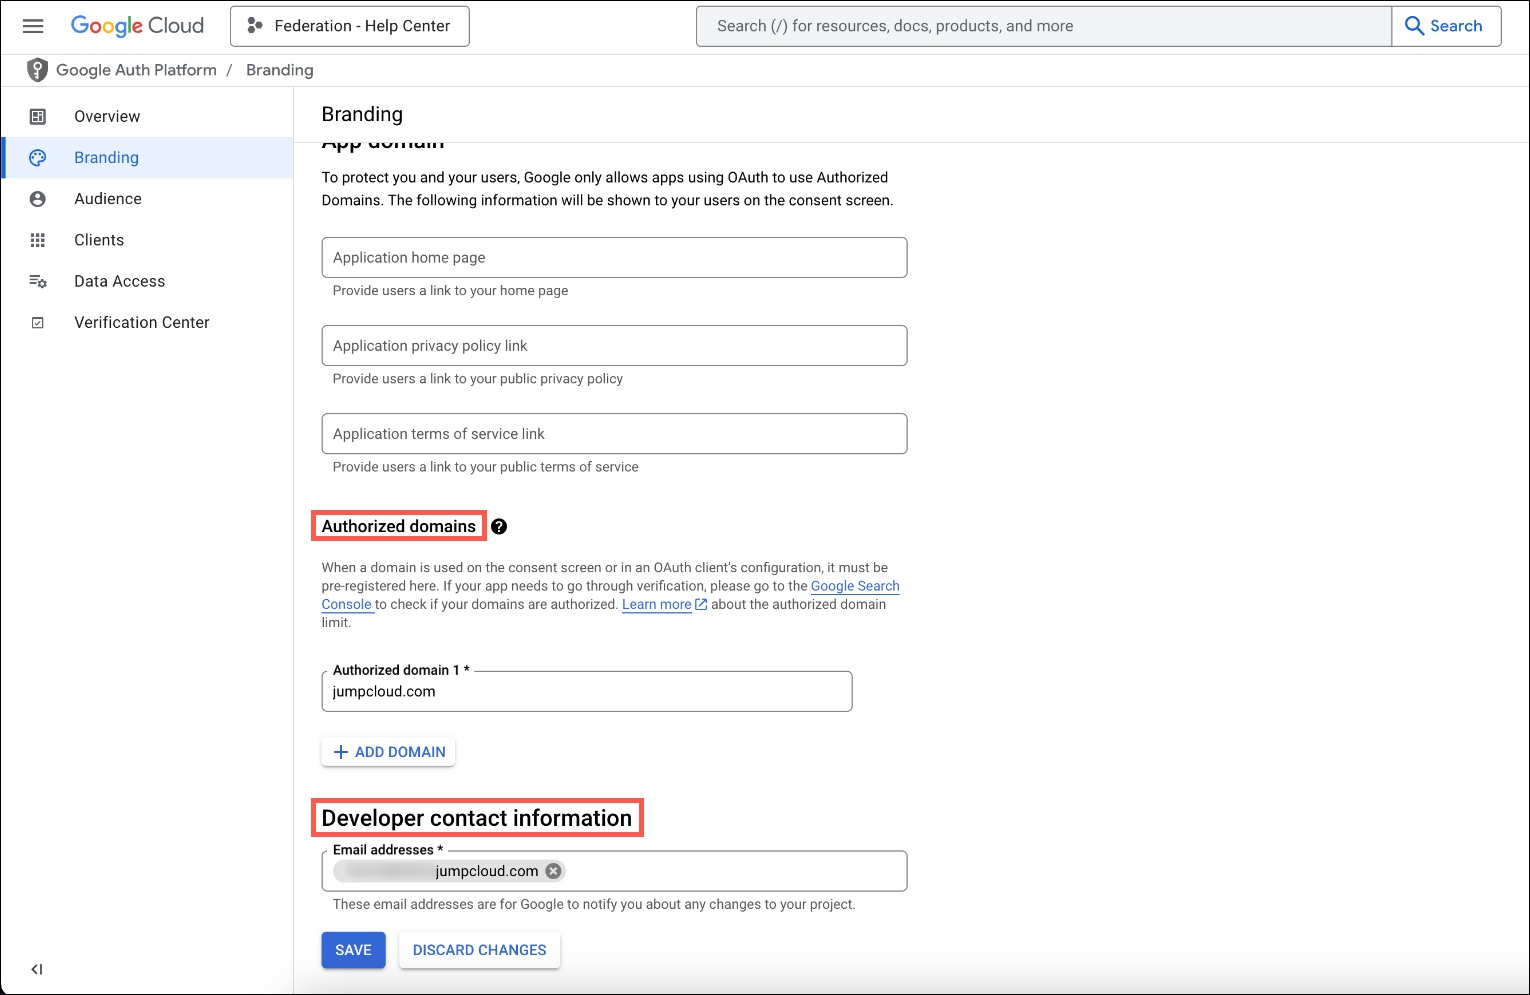 Google Cloud
Federation - Help Center
Search (/) for resources, docs, products, and more
Search
Google Auth Platform / Branding
Overview
Branding
Audience
Clients
Data Access
Verification Center
Branding
App domain
To protect you and your users, Google only allows apps using OAuth to use Authorized
Domains. The following information will be shown to your users on the consent screen.
Application home page
Provide users a link to your home page
Application privacy policy link
Provide users a link to your public privacy policy
Application terms of service link
Provide users a link to your public terms of service
Authorized domains
When a domain is used on the consent screen or in an OAuth client's configuration, it must be
pre-registered here. If your app needs to go through verification, please go to the Google Search
Console to check if your domains are authorized. Learn more about the authorized domain
limit.
Authorized domain 1 *
jumpcloud.com
ADD DOMAIN
Developer contact information
Email addresses *
jumpcloud.com
These email addresses are for Google to notify you about any changes to your project.
SAVE
DISCARD CHANGES